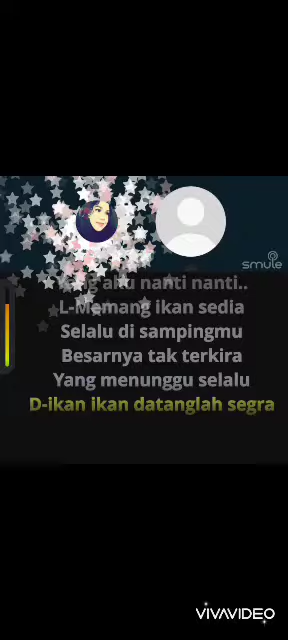 smule
aku nanti nanti..
L-Memang ikan sedia
Selalu di sampingmu
Besarnya tak terkira
Yang menunggu selalu
D-ikan ikan datanglah segra
VIVAVIDEO